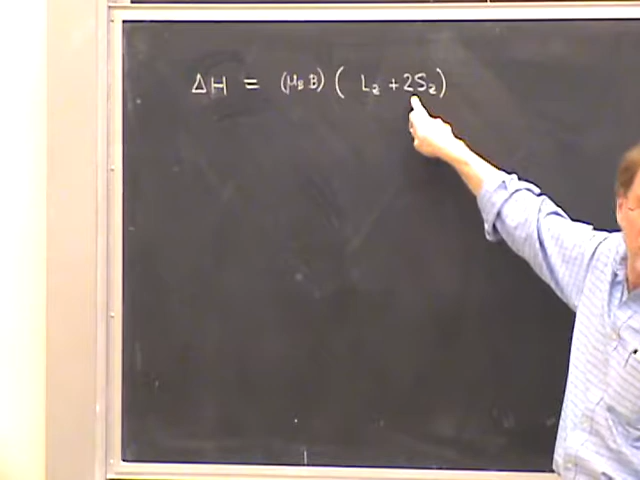 ΔH = (μ_B B) ( L_z + 2S_z)